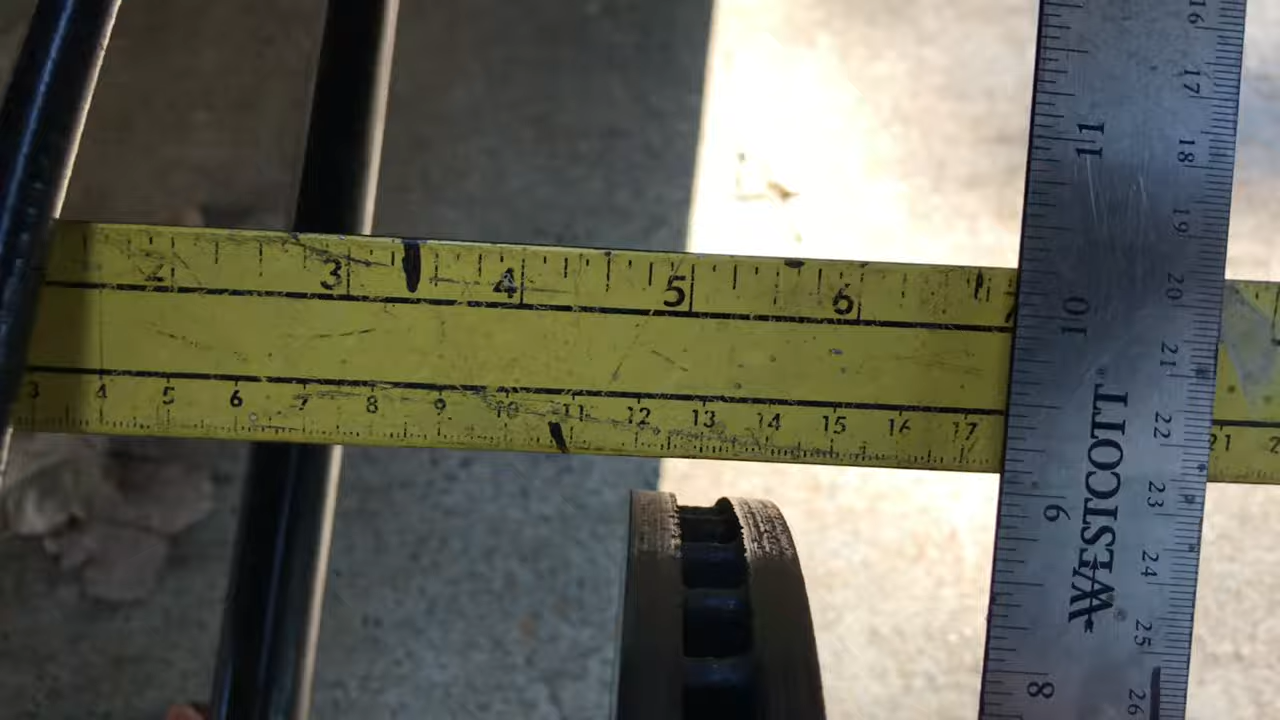 2 3 4 5 6
3 4 5 6 7 8 9 10 11 12 13 14 15 16 17
21
16 17 18 19 20 21 22 23 24 25 26
11 10 9 8
WESTCOTT